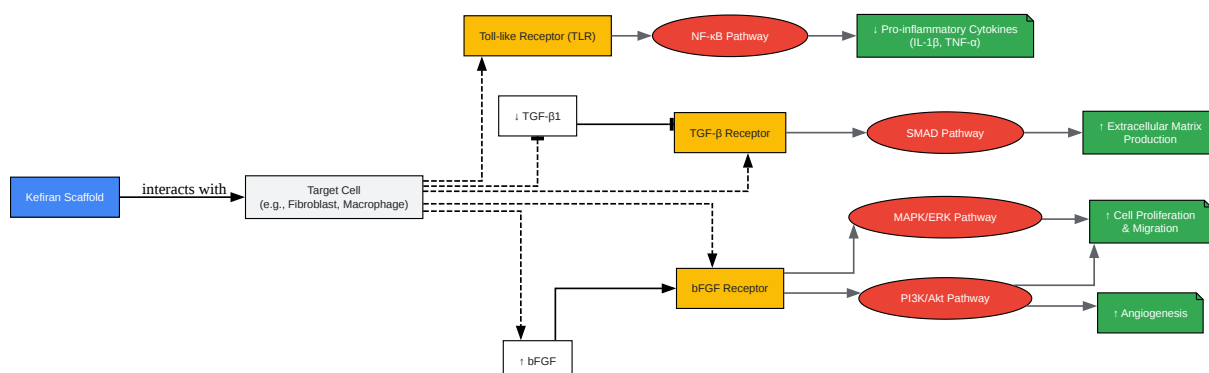 Toll-like Receptor (TLR)
NF-κB Pathway
↓ Pro-inflammatory Cytokines
(IL-1β, TNF-α)
↓ TGF-β1
TGF-β Receptor
SMAD Pathway
↑ Extracellular Matrix
Production
Kefiran Scaffold
interacts with
Target Cell
(e.g., Fibroblast, Macrophage)
MAPK/ERK Pathway
↑ Cell Proliferation
& Migration
bFGF Receptor
PI3K/Akt Pathway
↑ Angiogenesis
↑ bFGF